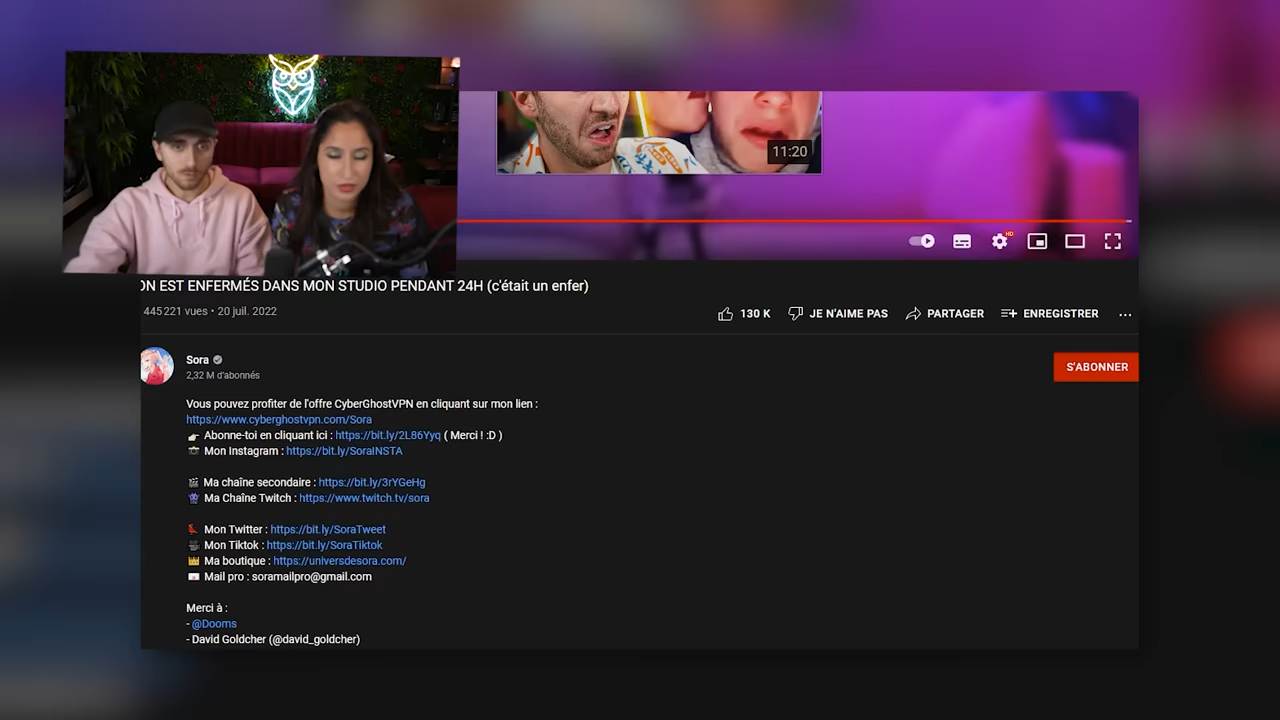 11:20
HD
ON EST ENFERMÉS DANS MON STUDIO PENDANT 24H (c'était un enfer)
445 221 vues • 20 juil. 2022
130 K
JE N'AIME PAS
PARTAGER
ENREGISTRER
Sora
2,32 M d'abonnés
S'ABONNER
Vous pouvez profiter de l'offre CyberGhostVPN en cliquant sur mon lien :
https://www.cyberghostvpn.com/Sora
Abonne-toi en cliquant ici : https://bit.ly/2L86Yyq ( Merci ! :D )
Mon Instagram : https://bit.ly/SoraINSTA
Ma chaîne secondaire : https://bit.ly/3rYGeHg
Ma Chaîne Twitch : https://www.twitch.tv/sora
Mon Twitter : https://bit.ly/SoraTweet
Mon Tiktok : https://bit.ly/SoraTiktok
Ma boutique : https://universdesora.com/
Mail pro : soramailpro@gmail.com
Merci à :
- @Dooms
- David Goldcher (@david_goldcher)